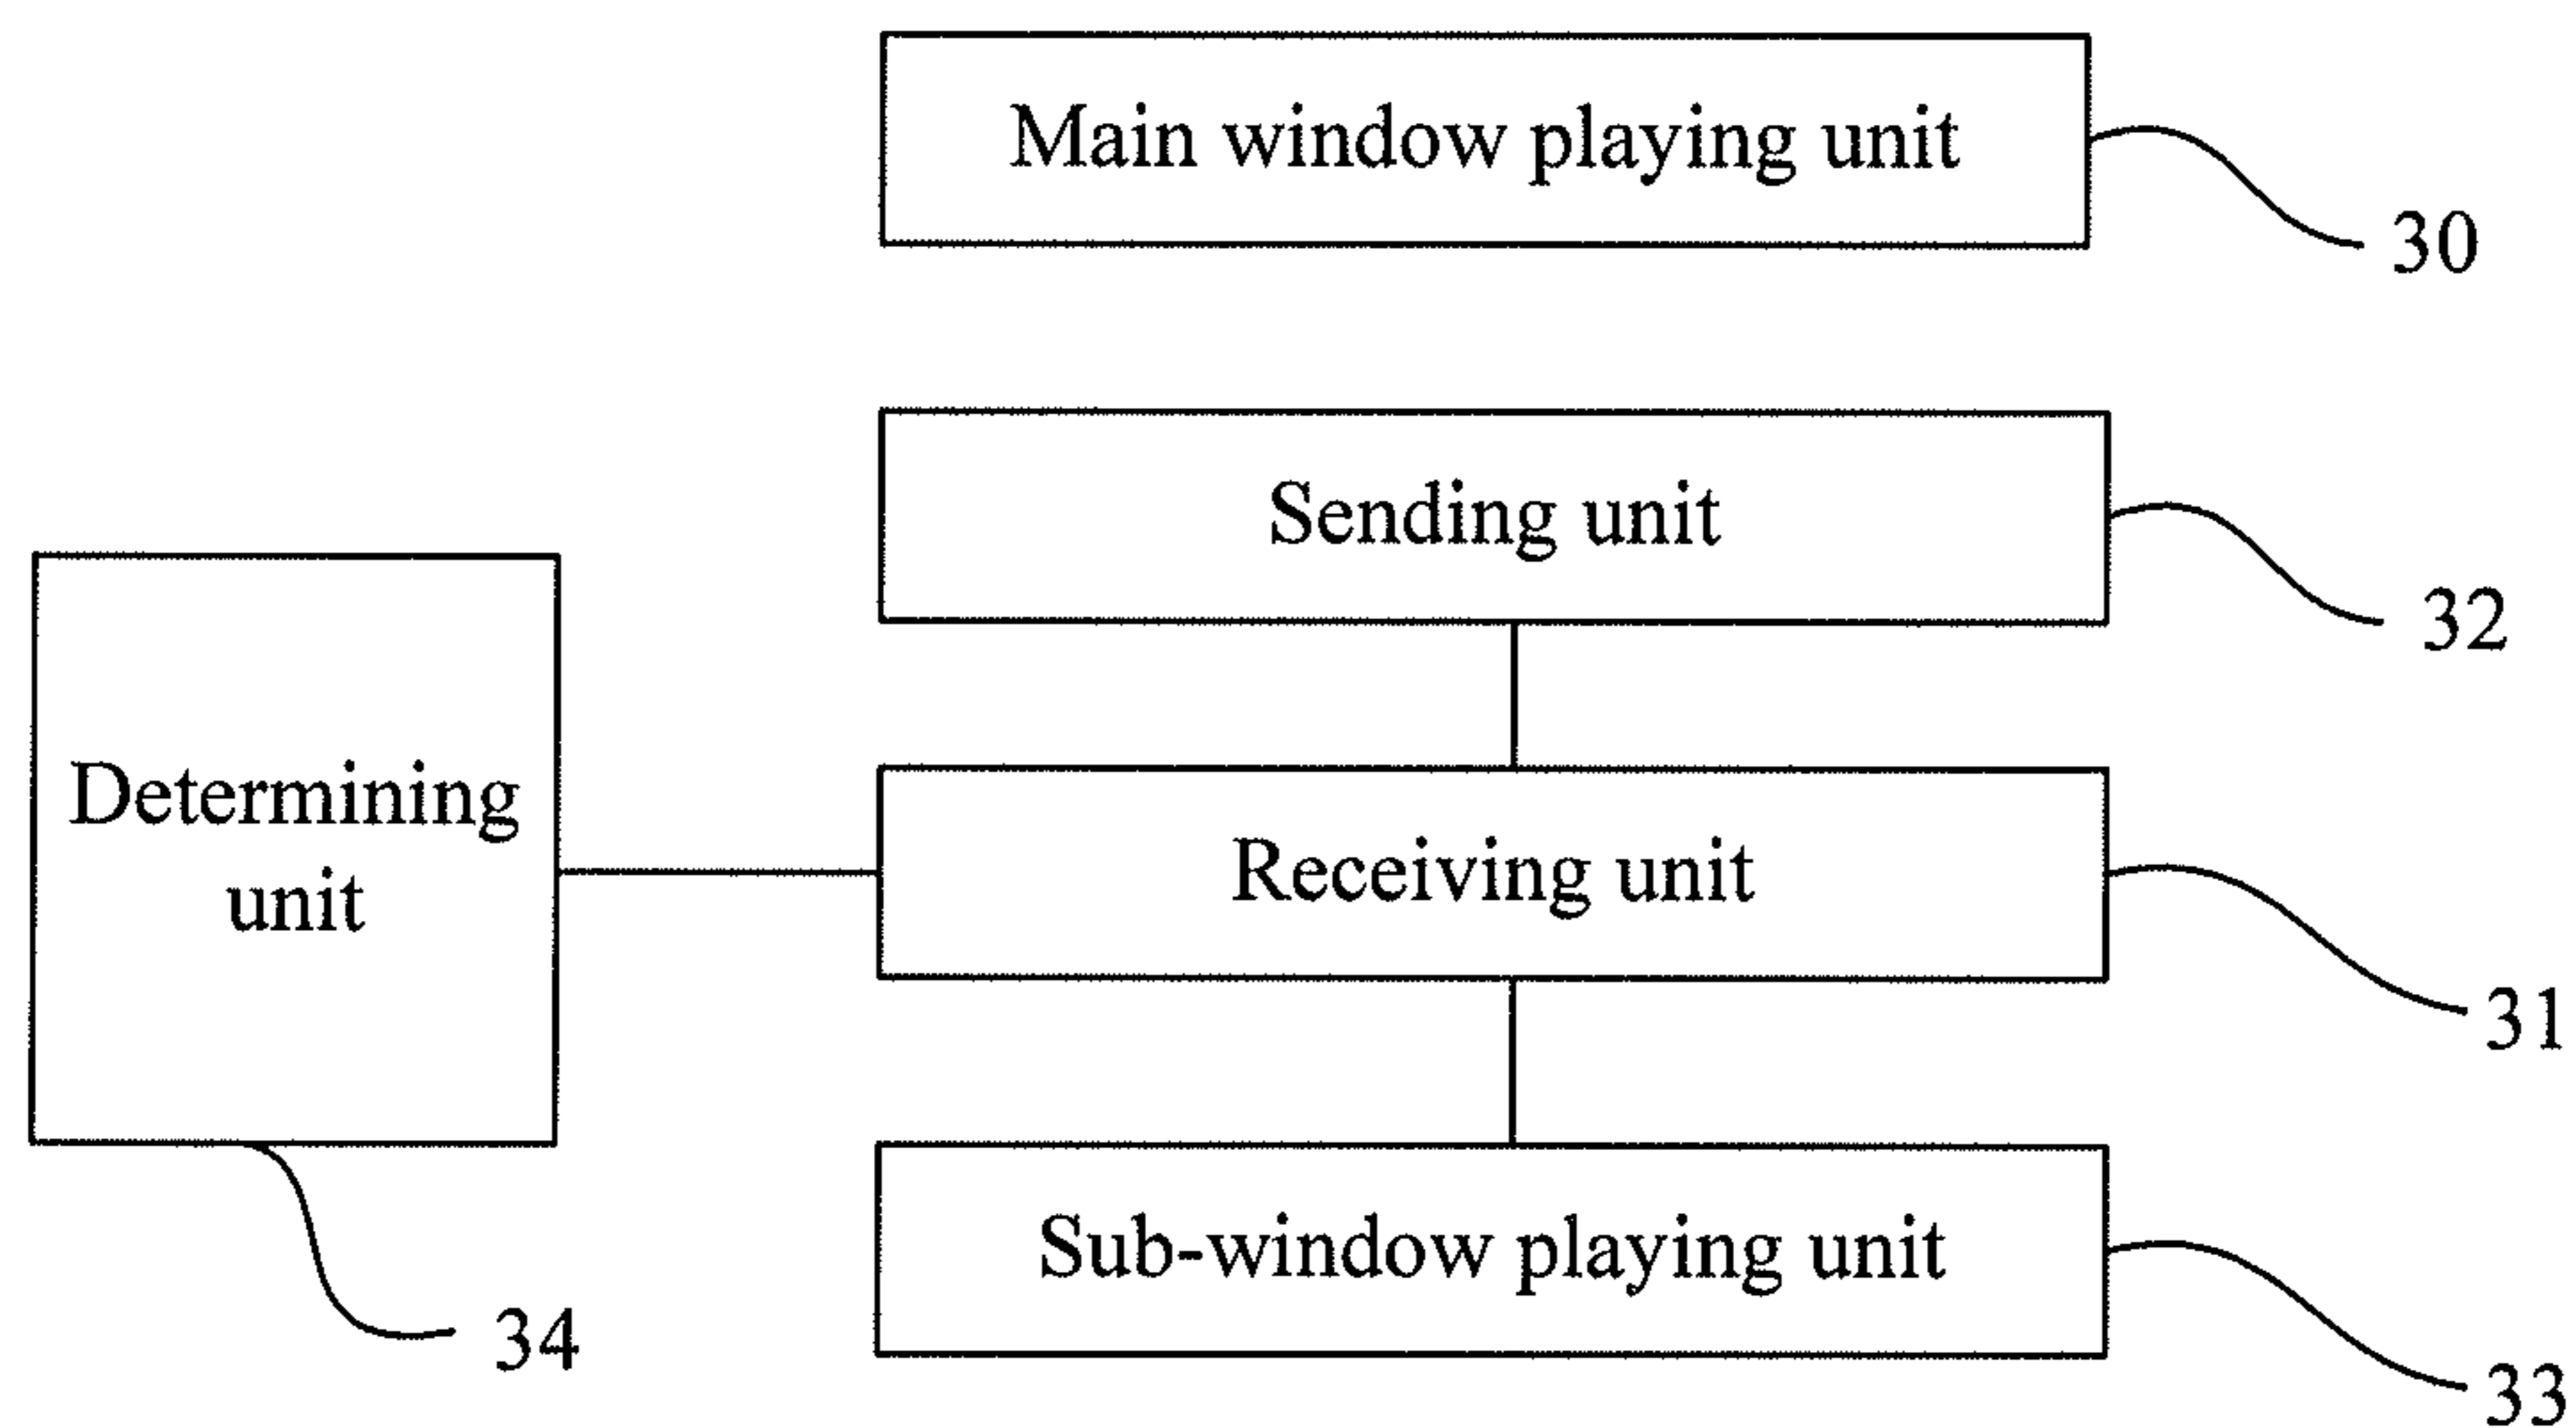 Main window playing unit
30
Sending unit
32
Determining
unit
Receiving unit
31
Sub-window playing unit
34
33